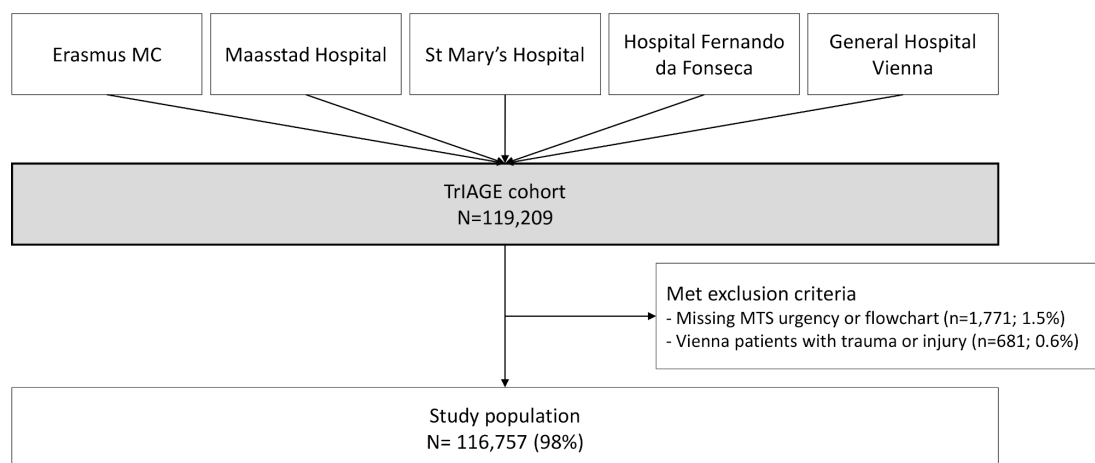 Erasmus MC
Maasstad Hospital
St Mary's Hospital
Hospital Fernando
da Fonseca
General Hospital
Vienna
TrIAGE cohort
N=119,209
Met exclusion criteria
- Missing MTS urgency or flowchart (n=1,771; 1.5%)
- Vienna patients with trauma or injury (n=681; 0.6%)
Study population
N= 116,757 (98%)